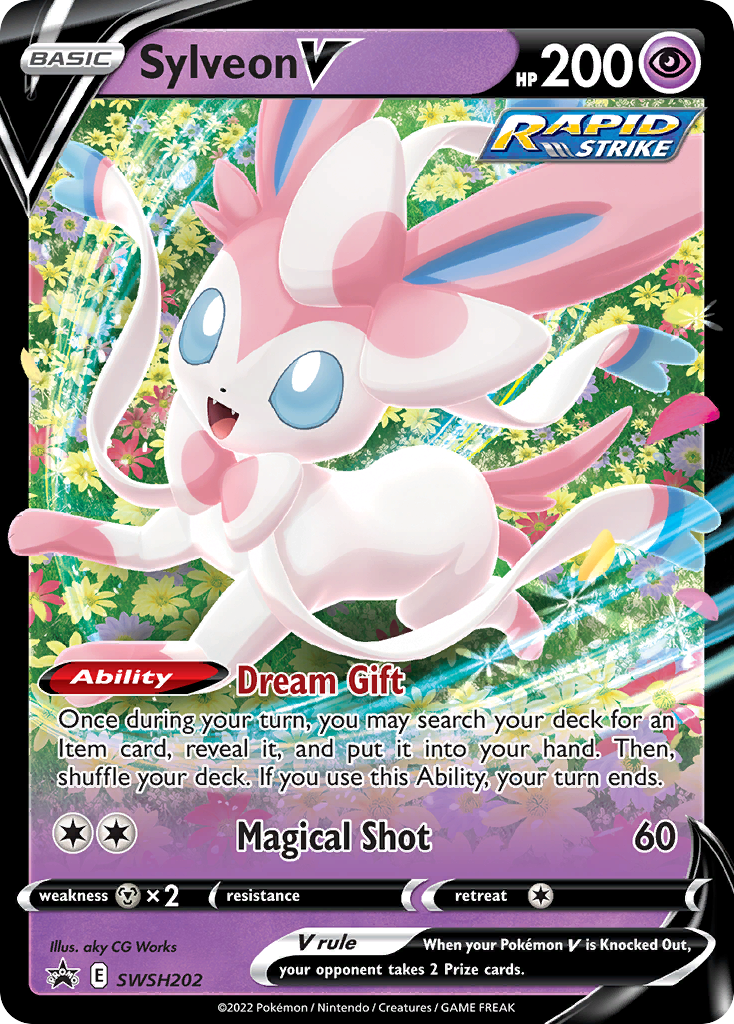 BASIC Sylveon V HP 200
RAPID STRIKE
Ability Dream Gift
Once during your turn, you may search your deck for an
Item card, reveal it, and put it into your hand. Then,
shuffle your deck. If you use this Ability, your turn ends.
Magical Shot 60
weakness ×2 resistance retreat
Illus. aky CG Works
V rule When your Pokémon V is Knocked Out,
your opponent takes 2 Prize cards.
PROMO E SWSH202
©2022 Pokémon / Nintendo / Creatures / GAME FREAK